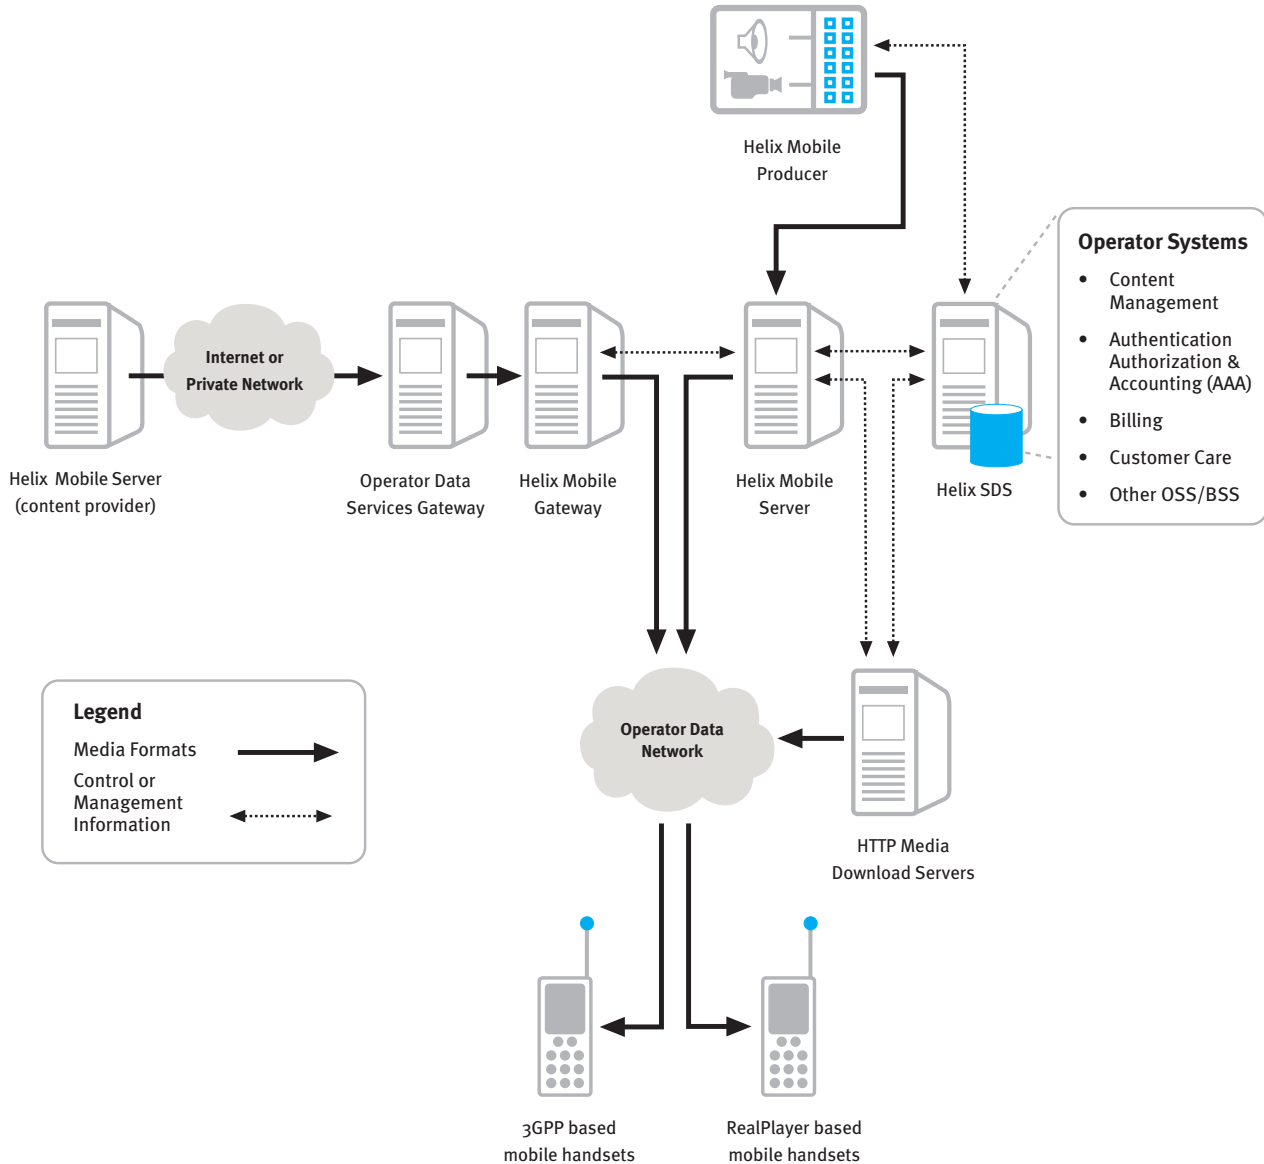 Helix Mobile
Producer
Operator Systems
• Content
Management
• Authentication
Authorization &
Accounting (AAA)
• Billing
• Customer Care
• Other OSS/BSS
Internet or
Private Network
Helix Mobile Server
(content provider)
Operator Data
Services Gateway
Helix Mobile
Gateway
Helix Mobile
Server
Helix SDS
Legend
Media Formats
Control or
Management
Information
Operator Data
Network
HTTP Media
Download Servers
3GPP based
mobile handsets
RealPlayer based
mobile handsets